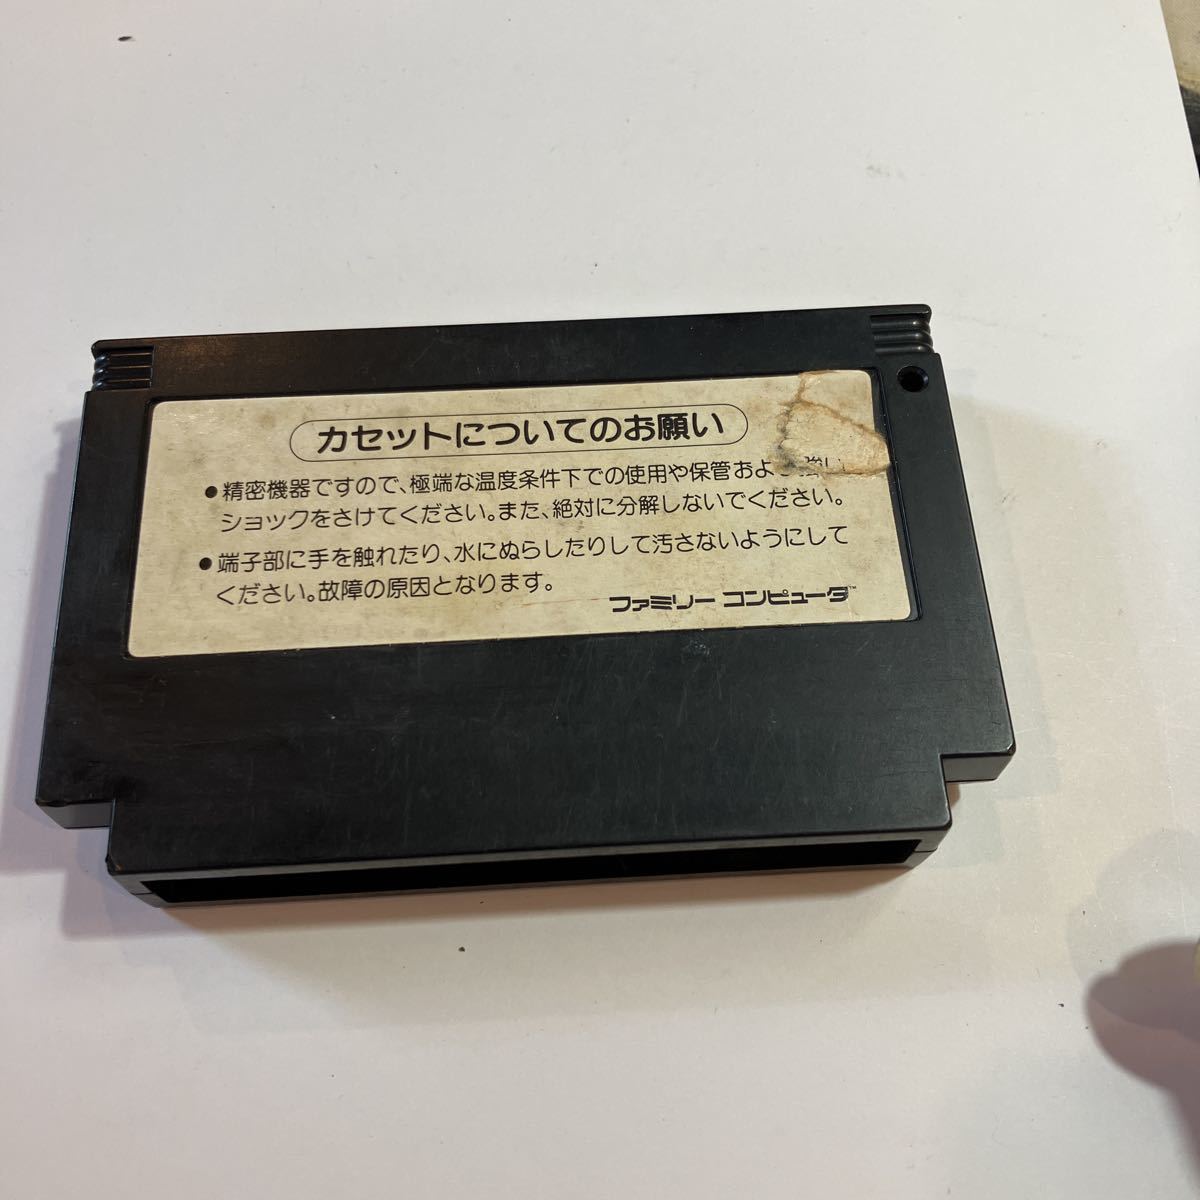 カセットについてのお願い
●精密機器ですので、極端な温度条件下での使用や保管およ 強い
ショックをさけてください。また、絶対に分解しないでください。
●端子部に手を触れたり、水にぬらしたりして汚さないようにして
ください。故障の原因となります。
ファミリー コンピュータ™